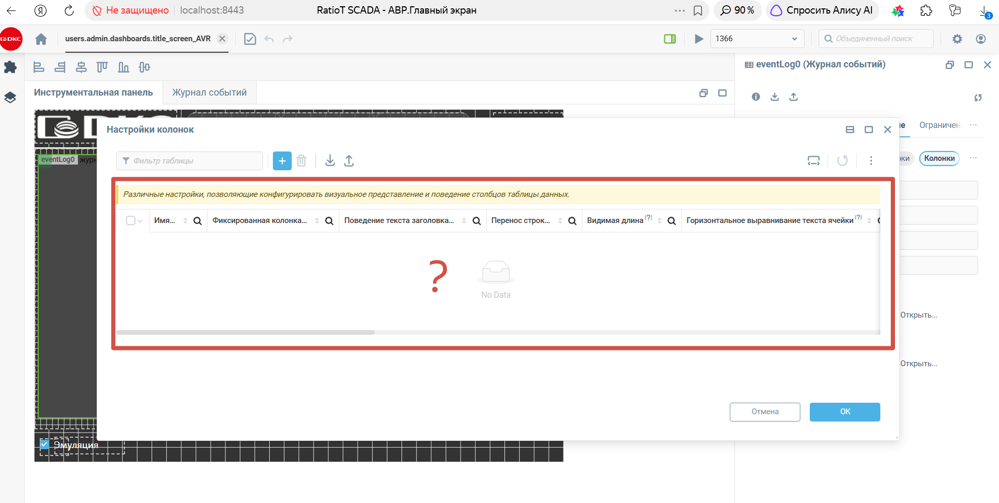 Не защищено localhost:8443 RatioT SCADA - АВР.Главный экран 90 % Спросить Алису AI 3
DKC users.admin.dashboards.title_screen_AVR 1366 Объединенный поиск
eventLog0 (Журнал событий)
Инструментальная панель Журнал событий
Настройки колонок
Ограничен
Фильтр таблицы
Колонки
eventLog0
Различные настройки, позволяющие конфигурировать визуальное представление и поведение столбцов таблицы данных.
Имя... Фиксированная колонка... Поведение текста заголовка... Перенос строк... Видимая длина [?] Горизонтальное выравнивание текста ячейки [?]
?
No Data
Открыть...
Открыть...
Отмена OK
Эмуляция